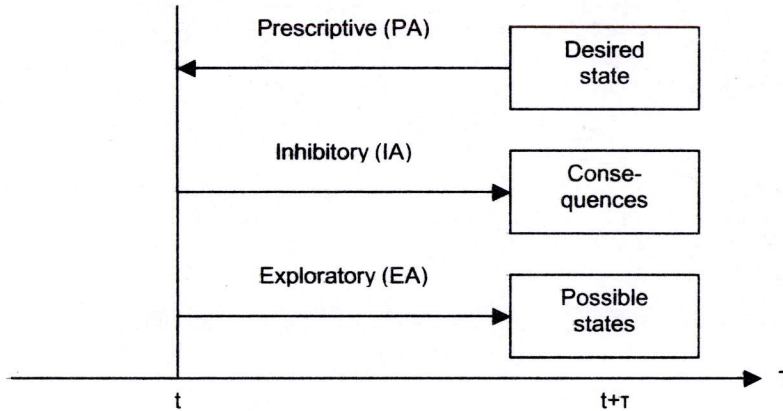 Prescriptive (PA)
Desired
state
Inhibitory (IA)
Conse-
quences
Exploratory (EA)
Possible
states
t
t+τ